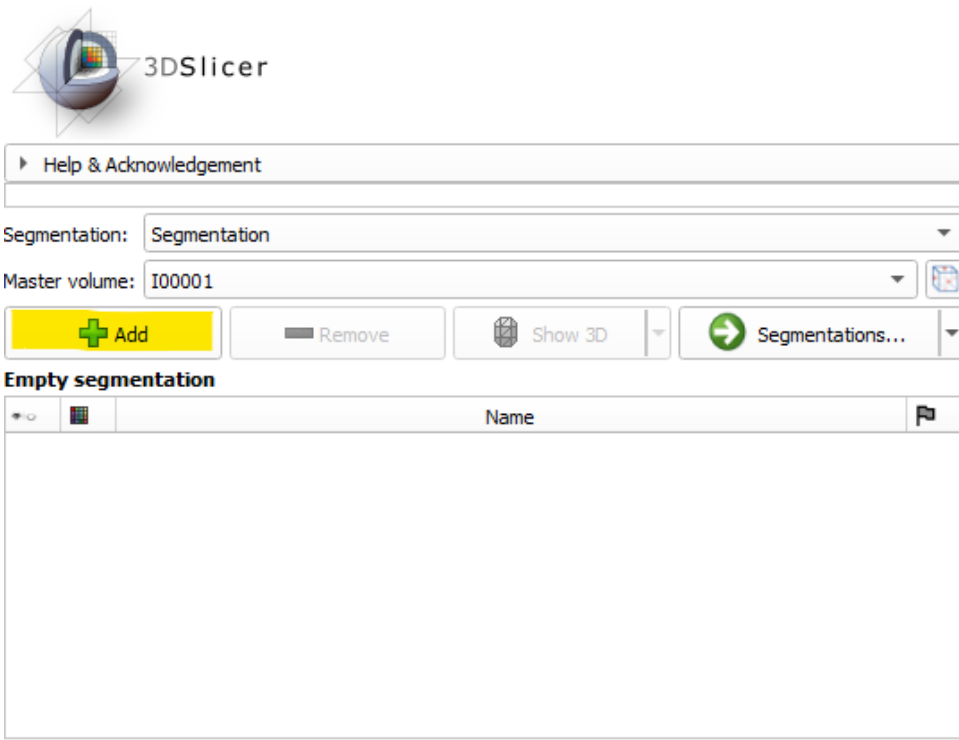 3DSlicer
Help & Acknowledgement
Segmentation: Segmentation
Master volume: I00001
Add Remove Show 3D Segmentations...
Empty segmentation
Name